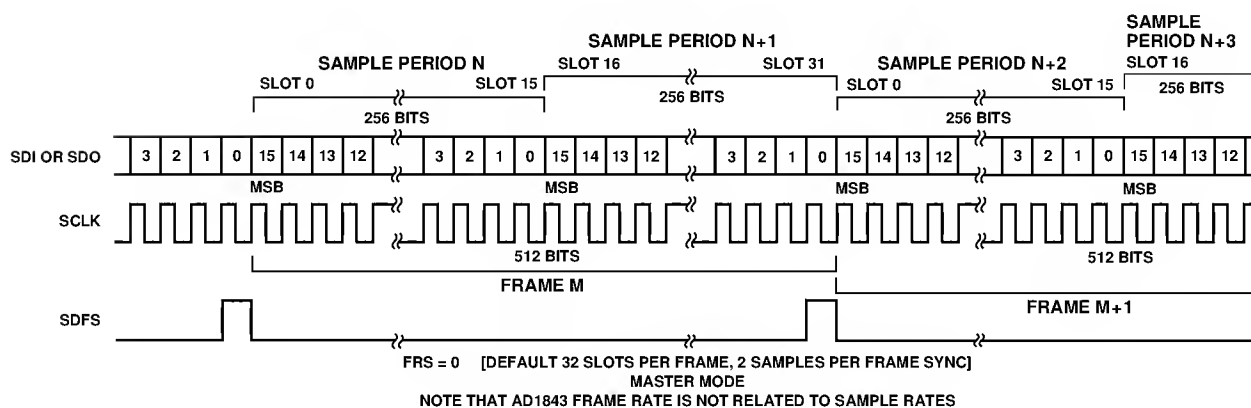 SAMPLE PERIOD N
SAMPLE PERIOD N+1
SAMPLE PERIOD N+2
SAMPLE
PERIOD N+3
SLOT 0
SLOT 15
SLOT 16
SLOT 31
SLOT 0
SLOT 15
SLOT 16
256 BITS
256 BITS
256 BITS
256 BITS
SDI OR SDO
3 2 1 0 15 14 13 12 3 2 1 0 15 14 13 12 3 2 1 0 15 14 13 12 3 2 1 0 15 14 13 12
MSB
MSB
MSB
MSB
SCLK
512 BITS
512 BITS
FRAME M
FRAME M+1
SDFS
FRS = 0 [DEFAULT 32 SLOTS PER FRAME, 2 SAMPLES PER FRAME SYNC]
MASTER MODE
NOTE THAT AD1843 FRAME RATE IS NOT RELATED TO SAMPLE RATES